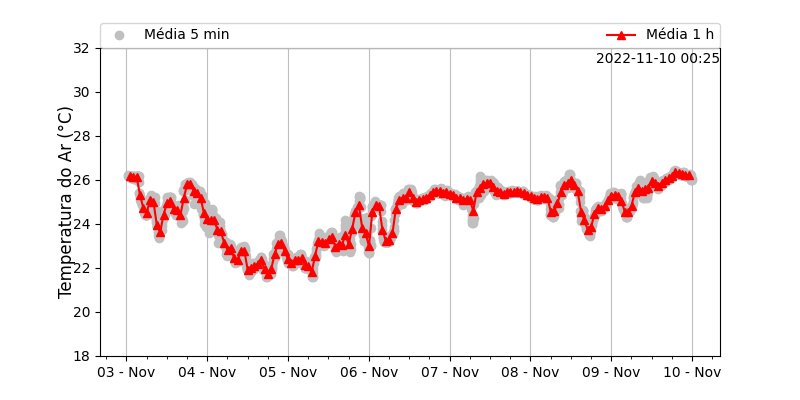 Média 5 min
Média 1 h
2022-11-10 00:25
Temperatura do Ar (°C)
32
30
28
26
24
22
20
18
03 - Nov
04 - Nov
05 - Nov
06 - Nov
07 - Nov
08 - Nov
09 - Nov
10 - Nov